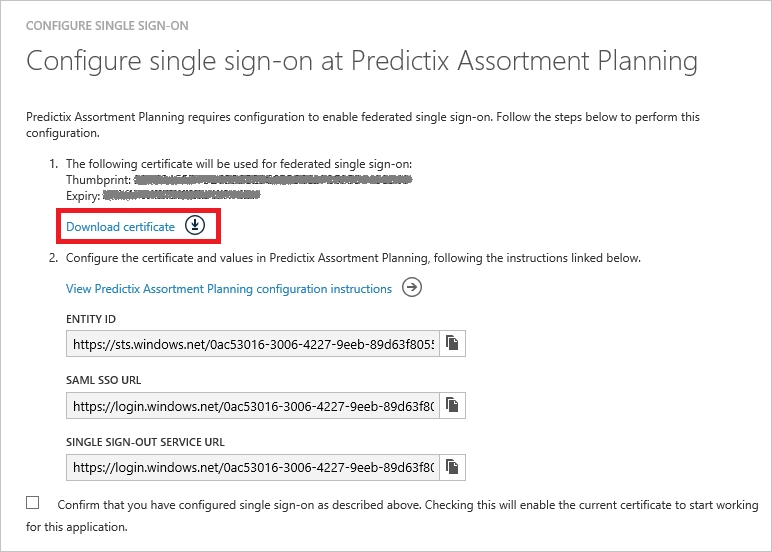 CONFIGURE SINGLE SIGN-ON
Configure single sign-on at Predictix Assortment Planning
Predictix Assortment Planning requires configuration to enable federated single sign-on. Follow the steps below to perform this
configuration.
1. The following certificate will be used for federated single sign-on:
Thumbprint:
Expiry:
Download certificate
2. Configure the certificate and values in Predictix Assortment Planning, following the instructions linked below.
View Predictix Assortment Planning configuration instructions
ENTITY ID
https://sts.windows.net/0ac53016-3006-4227-9eeb-89d63f8055
SAML SSO URL
https://login.windows.net/0ac53016-3006-4227-9eeb-89d63f80
SINGLE SIGN-OUT SERVICE URL
https://login.windows.net/0ac53016-3006-4227-9eeb-89d63f80
Confirm that you have configured single sign-on as described above. Checking this will enable the current certificate to start working
for this application.